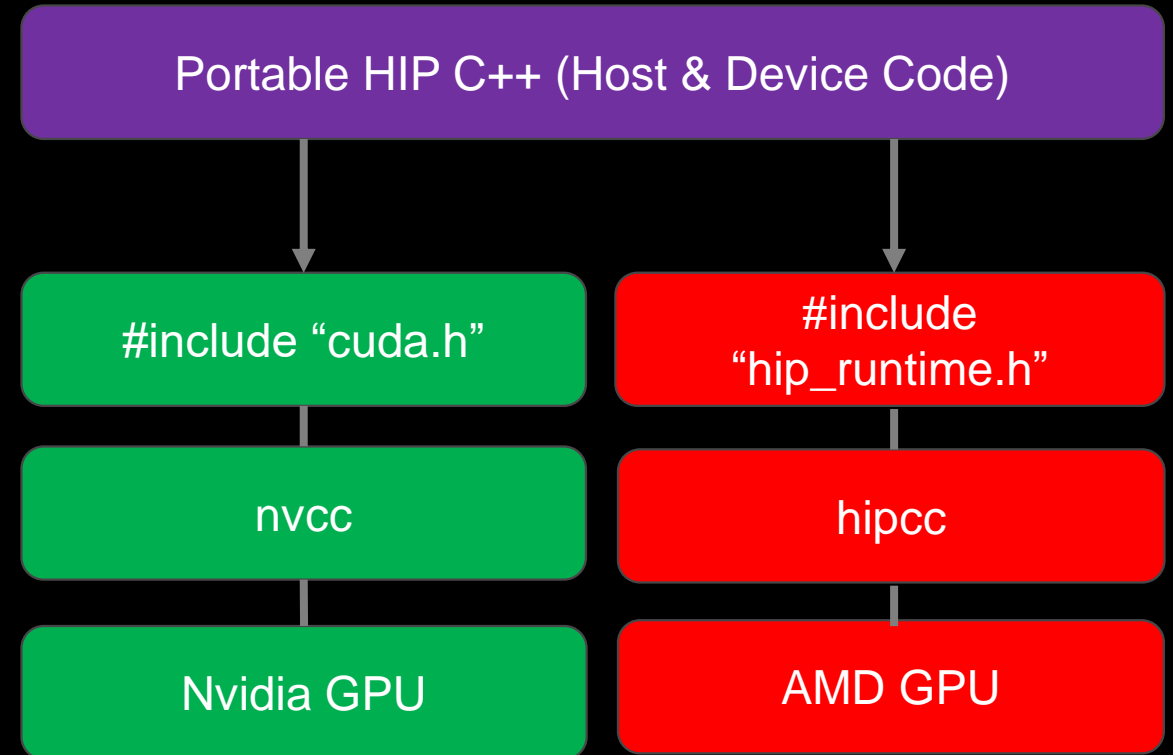 Portable HIP C++ (Host & Device Code)
#include “cuda.h”
#include
“hip_runtime.h”
nvcc
hipcc
Nvidia GPU
AMD GPU